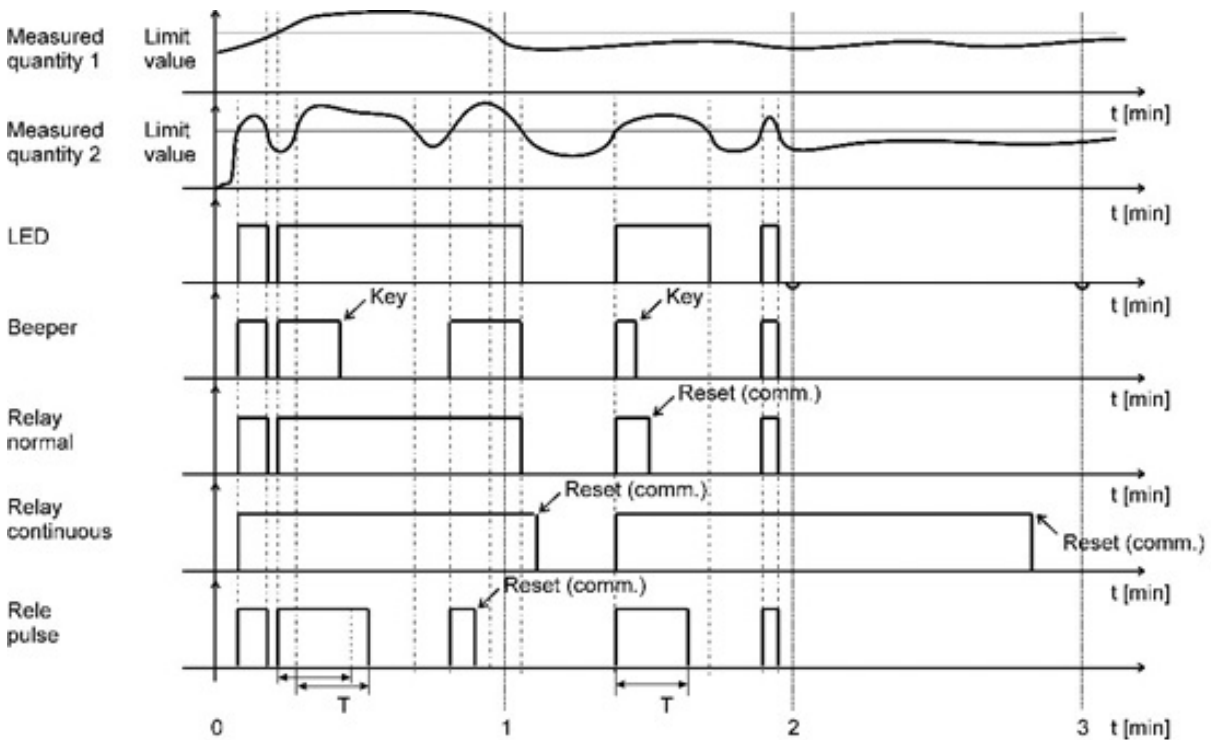 Measured
quantity 1
Limit
value
t [min]
Measured
quantity 2
Limit
value
t [min]
LED
t [min]
Beeper
Key
Key
t [min]
Relay
normal
Reset (comm.)
t [min]
Relay
continuous
Reset (comm.)
Reset (comm.)
t [min]
Rele
pulse
Reset (comm.)
T
T
0
1
2
3
t [min]